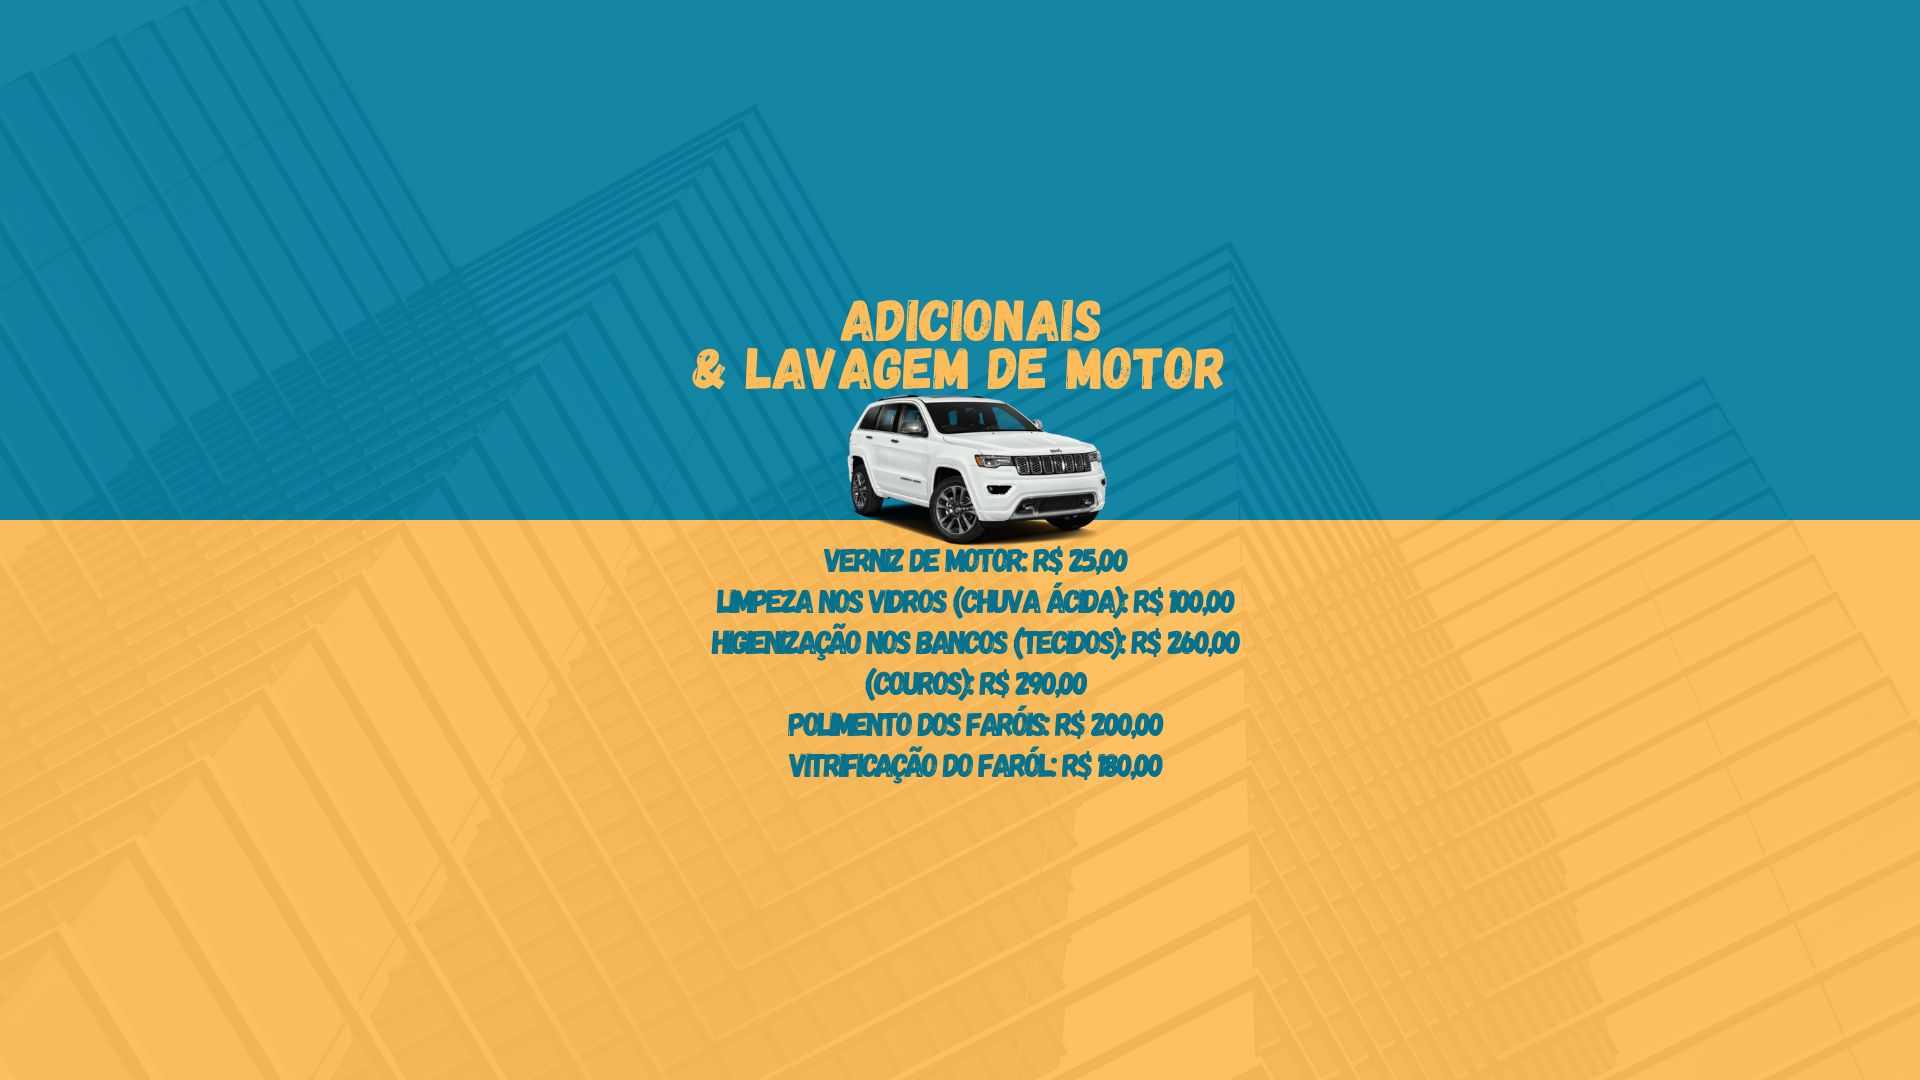 ADICIONAIS
& LAVAGEM DE MOTOR
VERNIZ DE MOTOR: R$ 25,00
LIMPEZA NOS VIDROS (CHUVA ÁCIDA): R$ 100,00
HIGIENIZAÇÃO NOS BANCOS (TECIDOS): R$ 260,00
(COUROS): R$ 290,00
POLIMENTO DOS FARÓIS: R$ 200,00
VITRIFICAÇÃO DO FARÓL: R$ 180,00